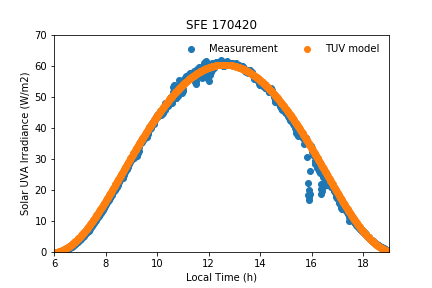 SFE 170420
Measurement TUV model
Solar UVA Irradiance (W/m2)
70
60
50
40
30
20
10
0
6 8 10 12 14 16 18
Local Time (h)